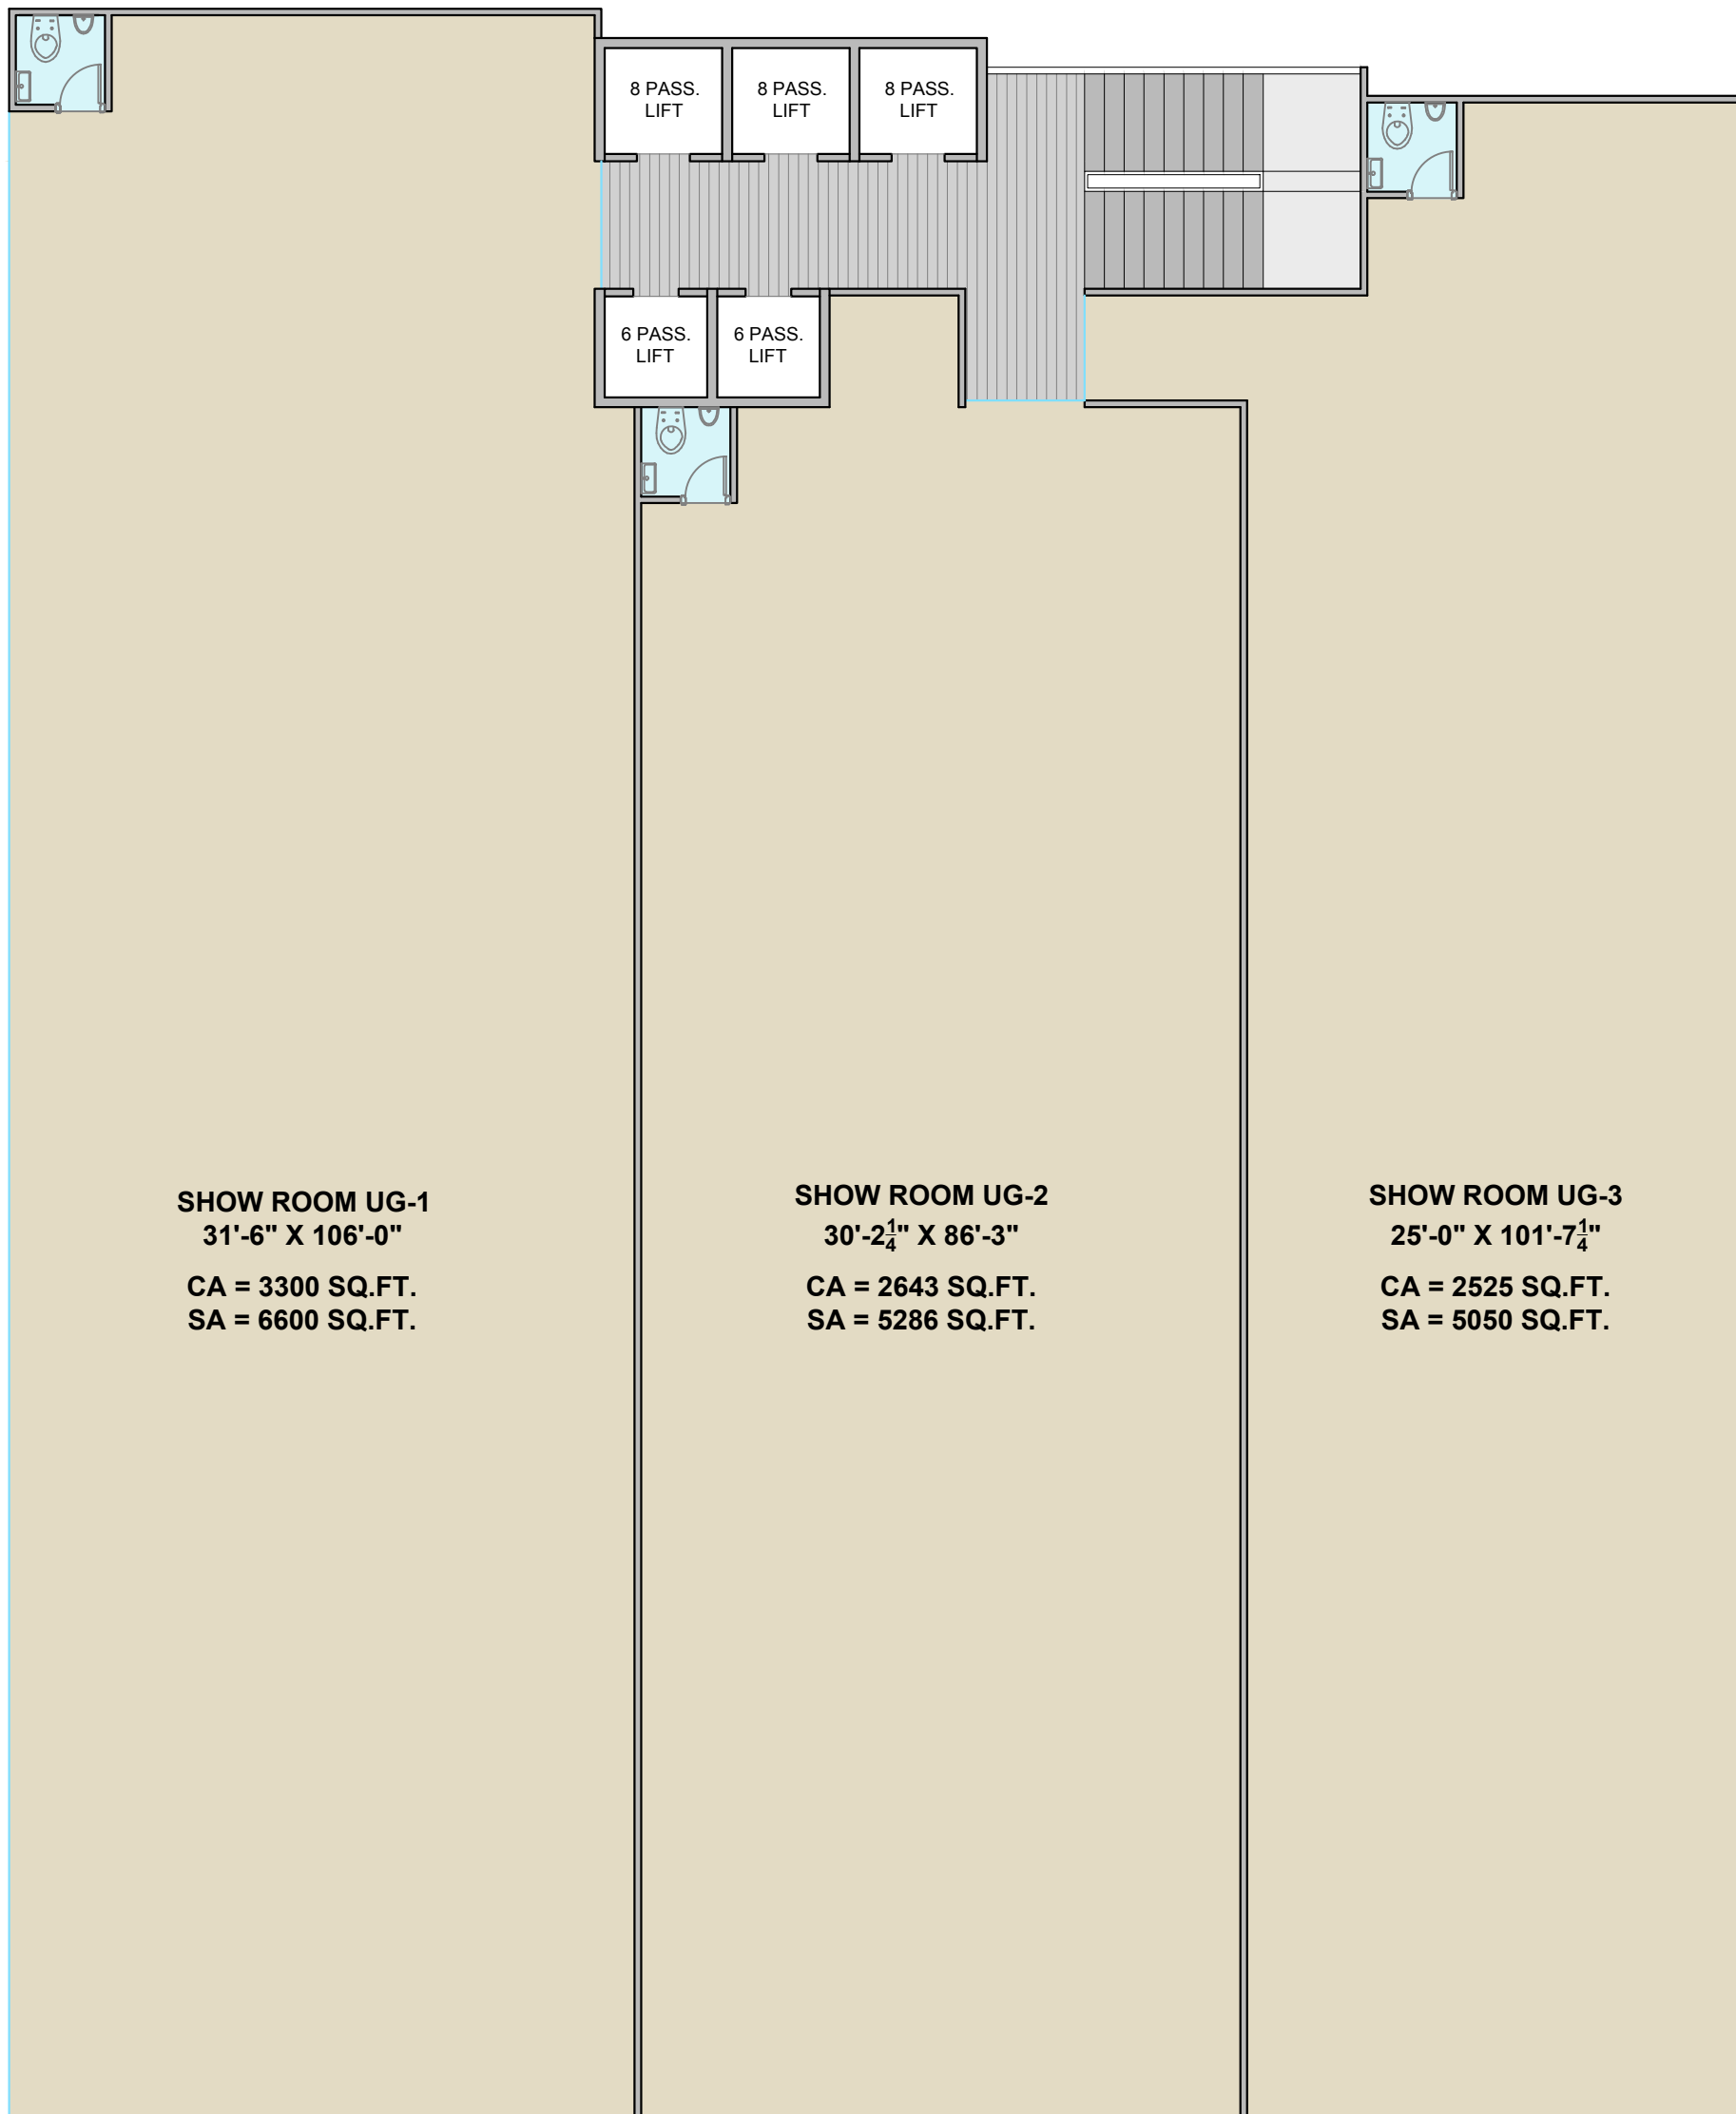 8 PASS.
LIFT
8 PASS.
LIFT
8 PASS.
LIFT
6 PASS.
LIFT
6 PASS.
LIFT
SHOW ROOM UG-1
31'-6" X 106'-0"
CA = 3300 SQ.FT.
SA = 6600 SQ.FT.
SHOW ROOM UG-2
30'-2¼" X 86'-3"
CA = 2643 SQ.FT.
SA = 5286 SQ.FT.
SHOW ROOM UG-3
25'-0" X 101'-7¼"
CA = 2525 SQ.FT.
SA = 5050 SQ.FT.